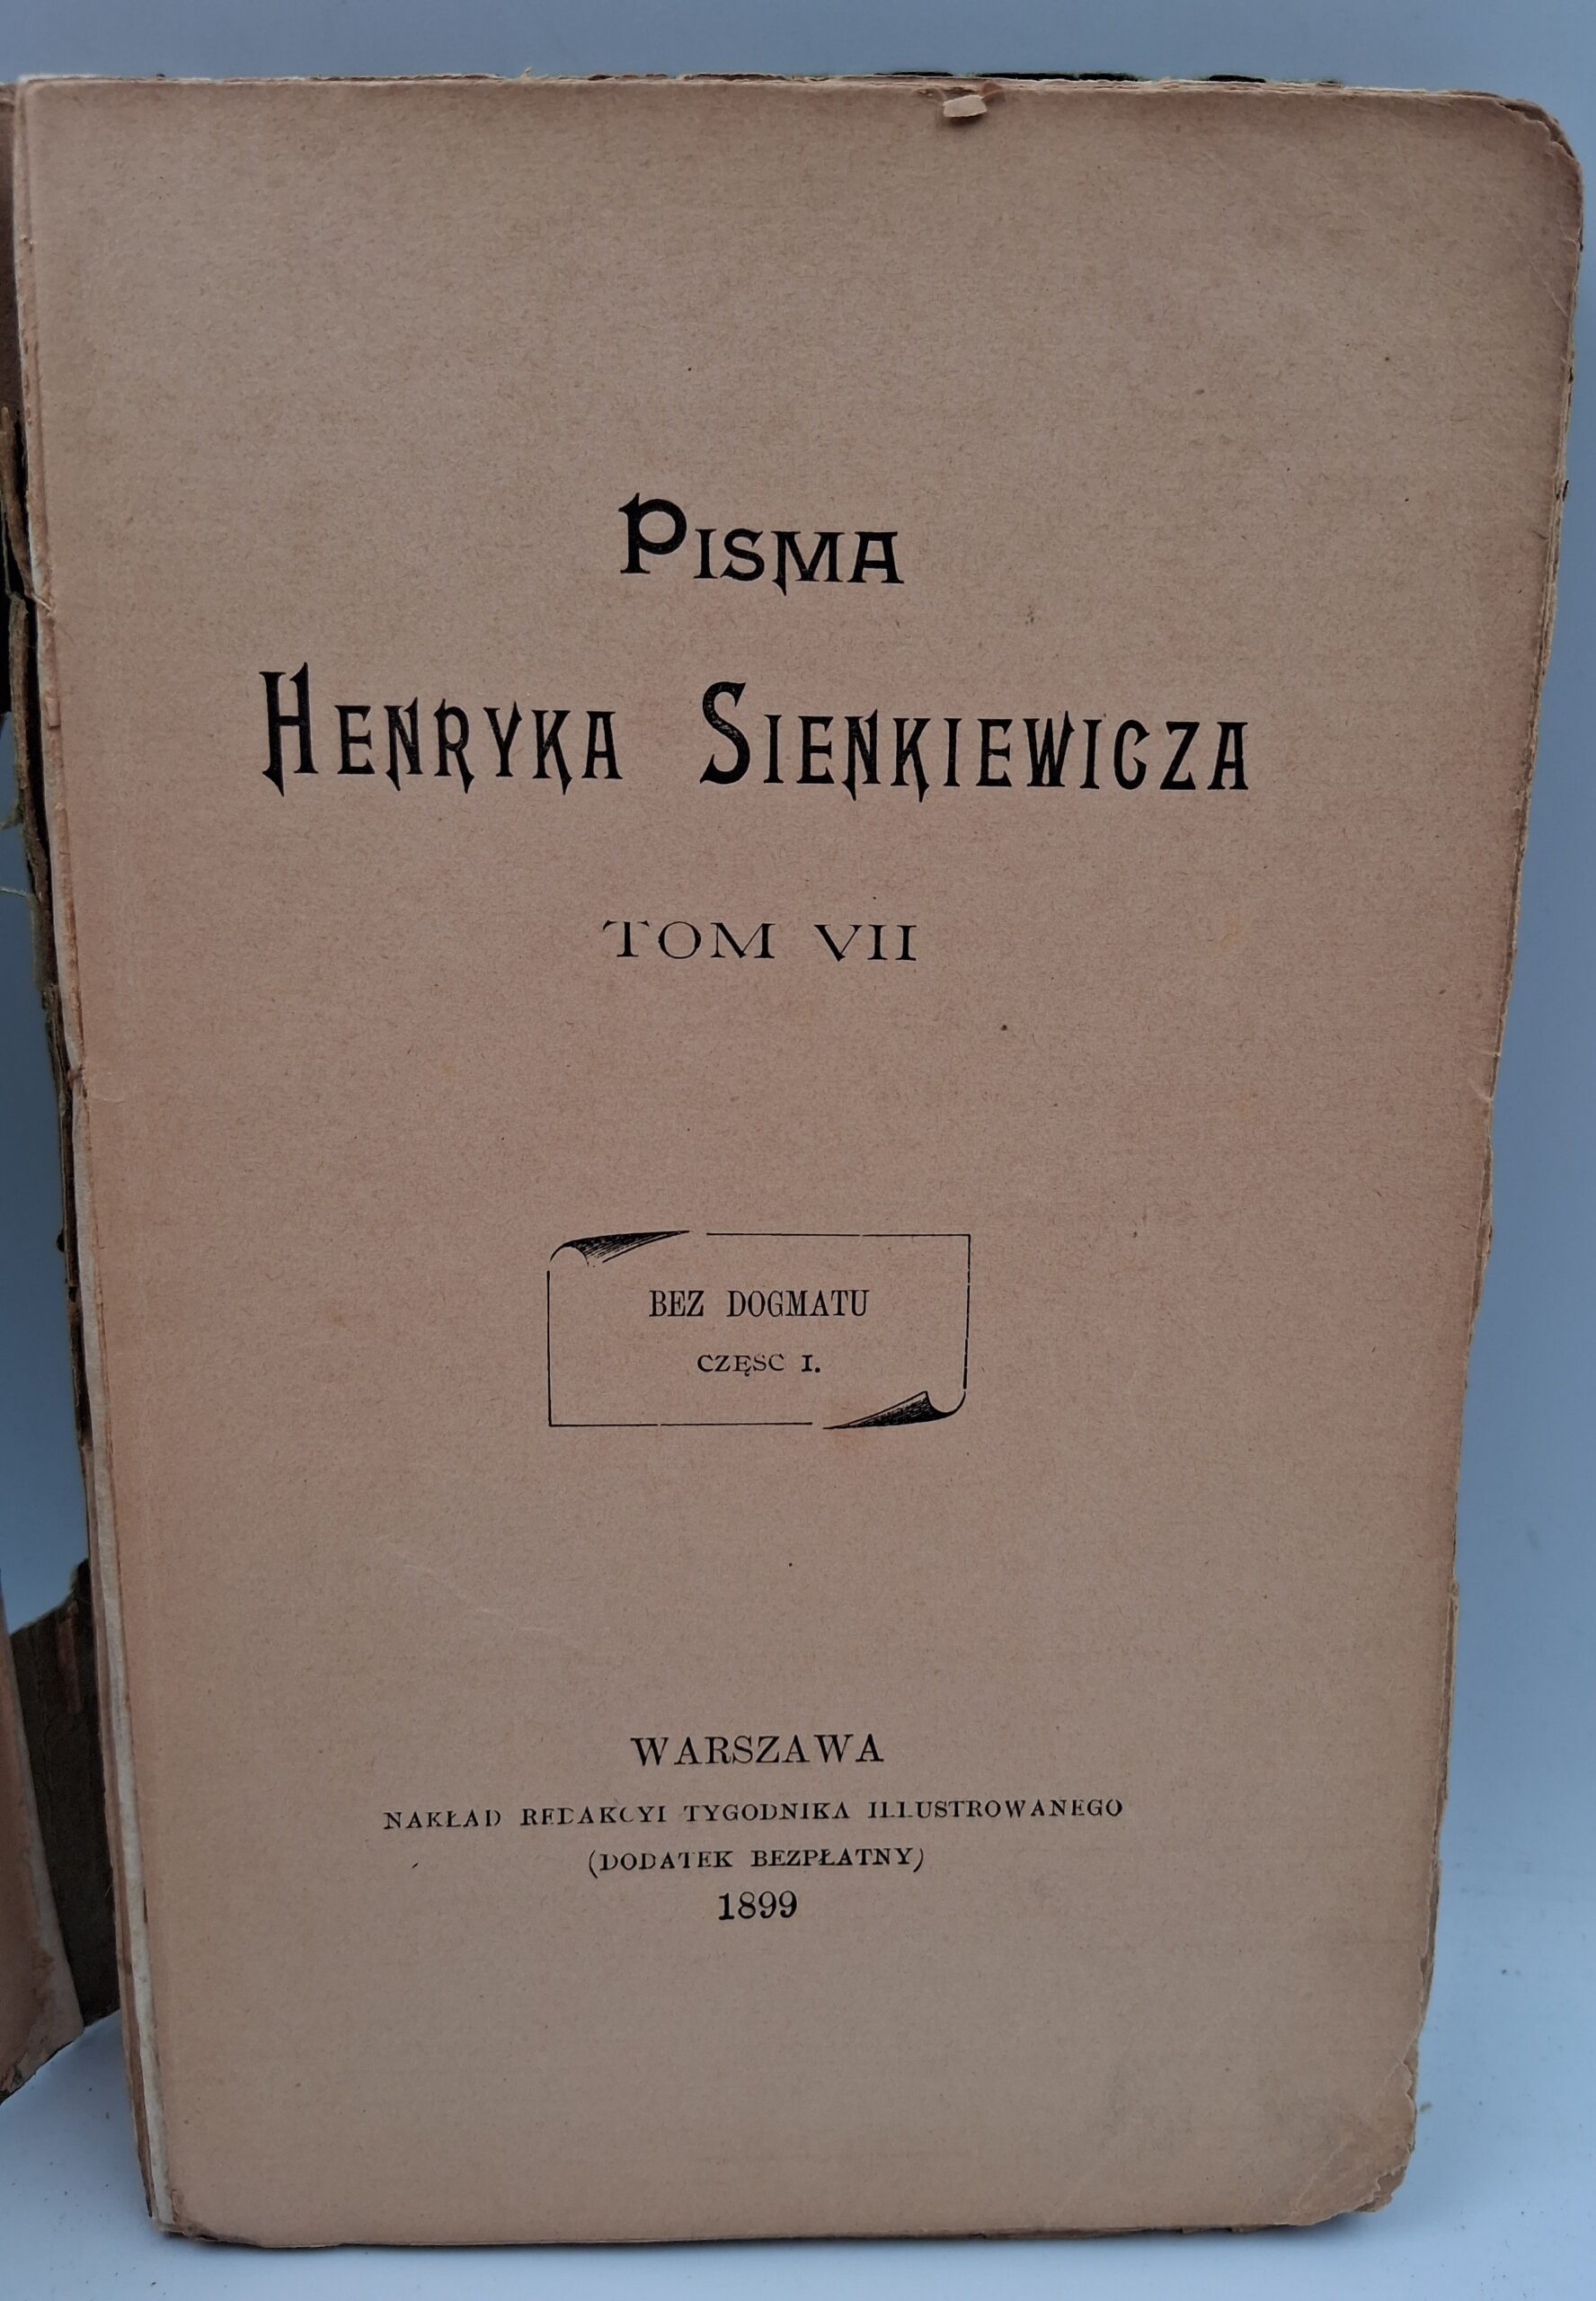 PISMA
HENRYKA SIENKIEWICZA
TOM VII
BEZ DOGMATU
CZĘSC I.
WARSZAWA
NAKŁAD REDAKCYI TYGODNIKA ILLUSTROWANEGO
(DODATEK BEZPŁATNY)
1899